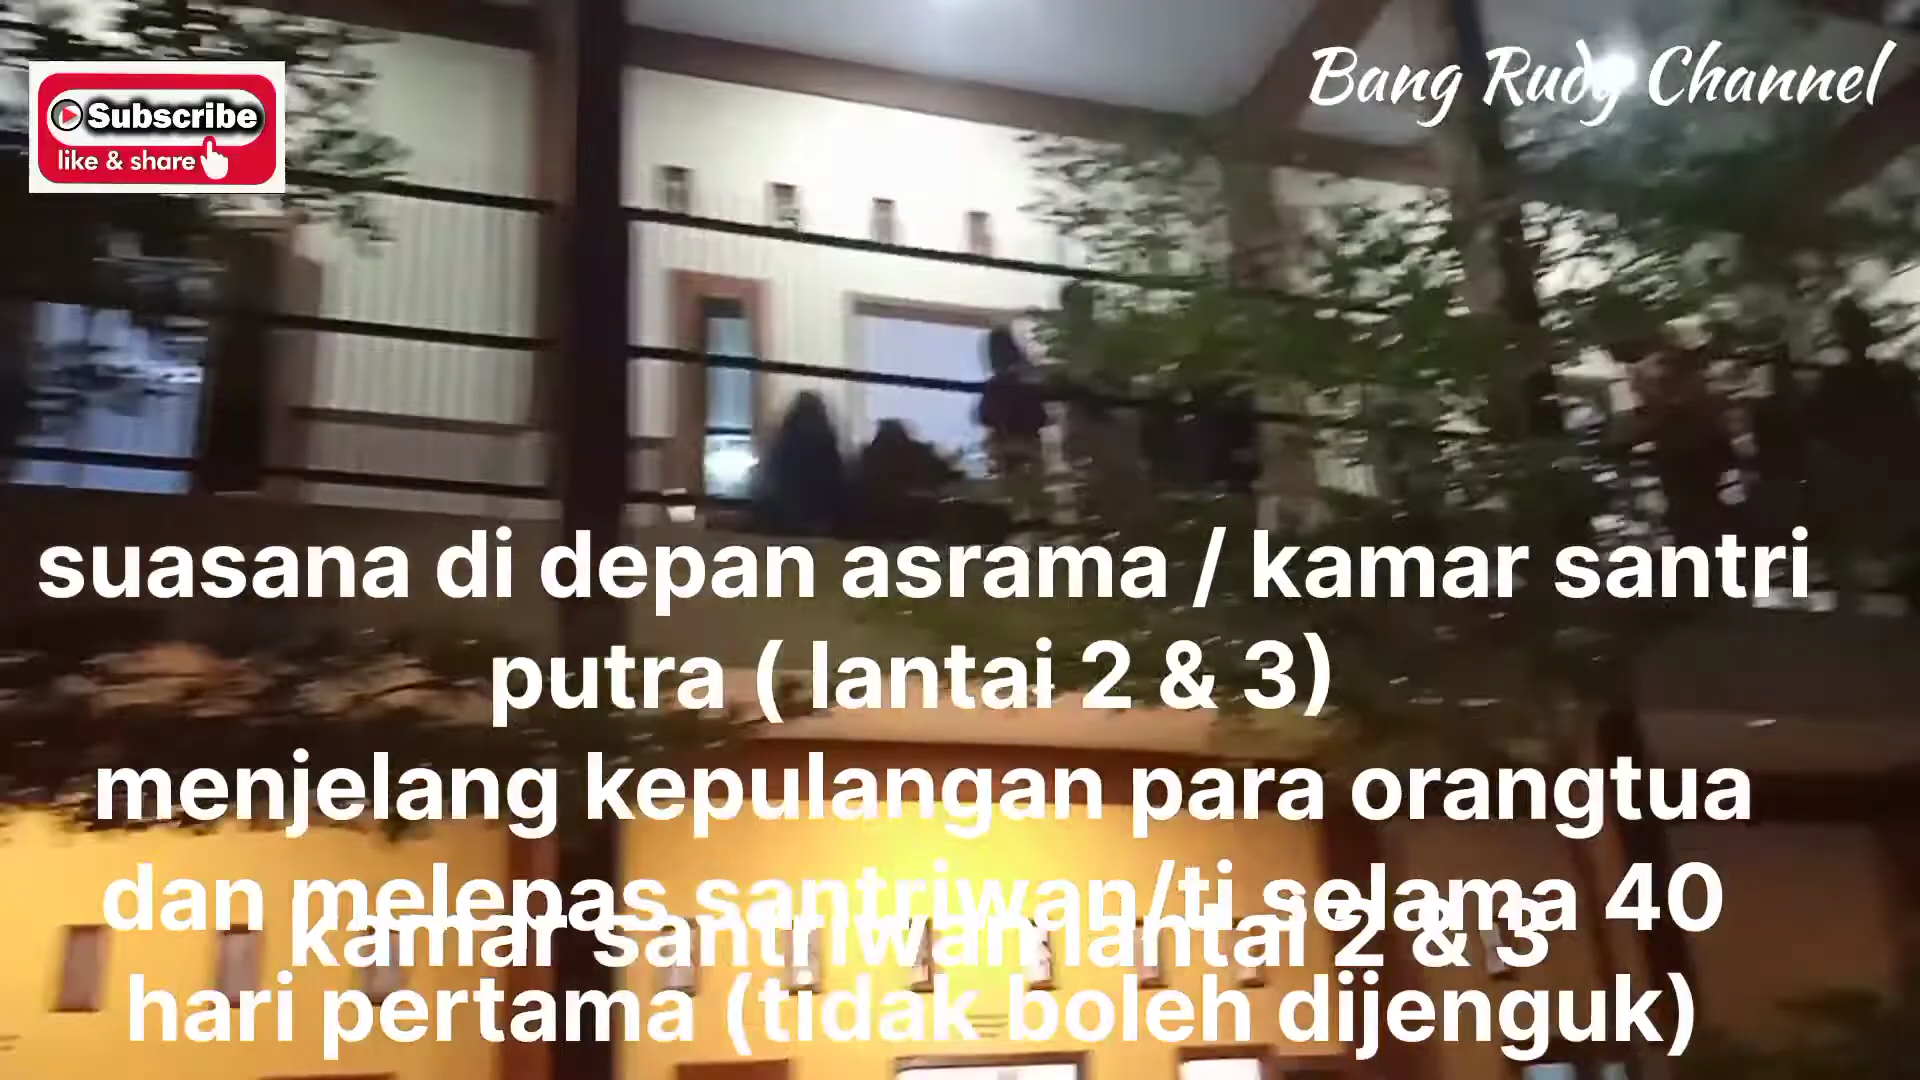 Bang Rudy Channel
Subscribe
like & share
suasana di depan asrama / kamar santri
putra ( lantai 2 & 3)
menjelang kepulangan para orangtua
dan melepas santriwan/ti selama 40
kamar santriwan lantai 2 & 3
hari pertama (tidak boleh dijenguk)